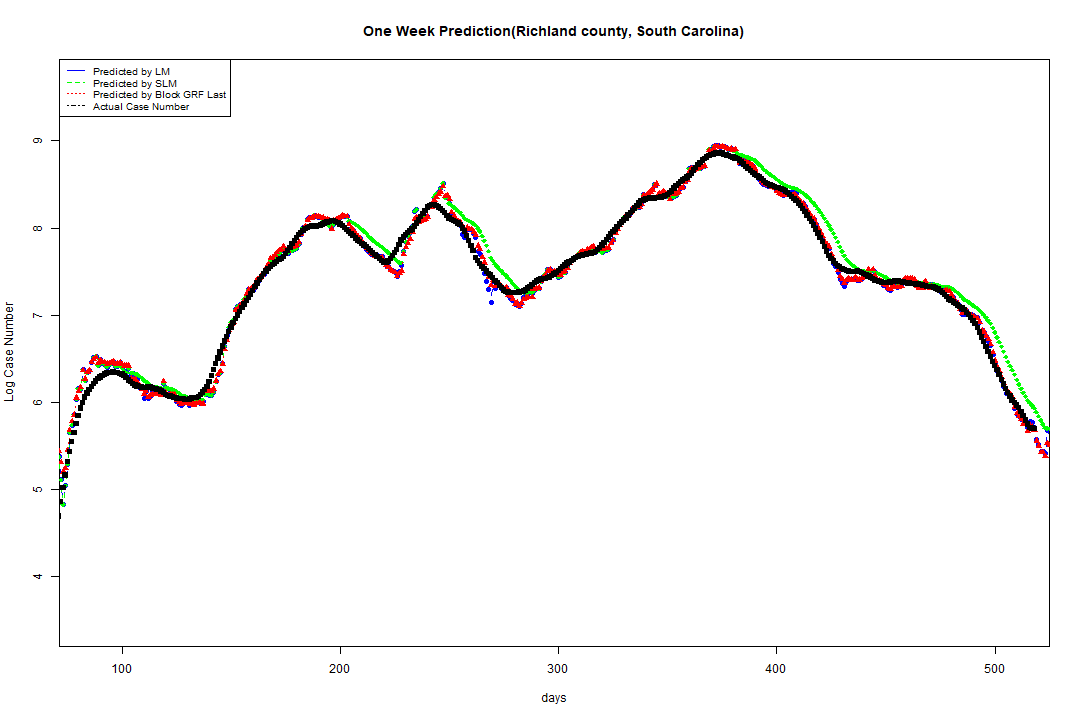 One Week Prediction(Richland county, South Carolina)
Predicted by LM
Predicted by SLM
Predicted by Block GRF Last
Actual Case Number
9
8
7
6
5
4
Log Case Number
100 200 300 400 500
days